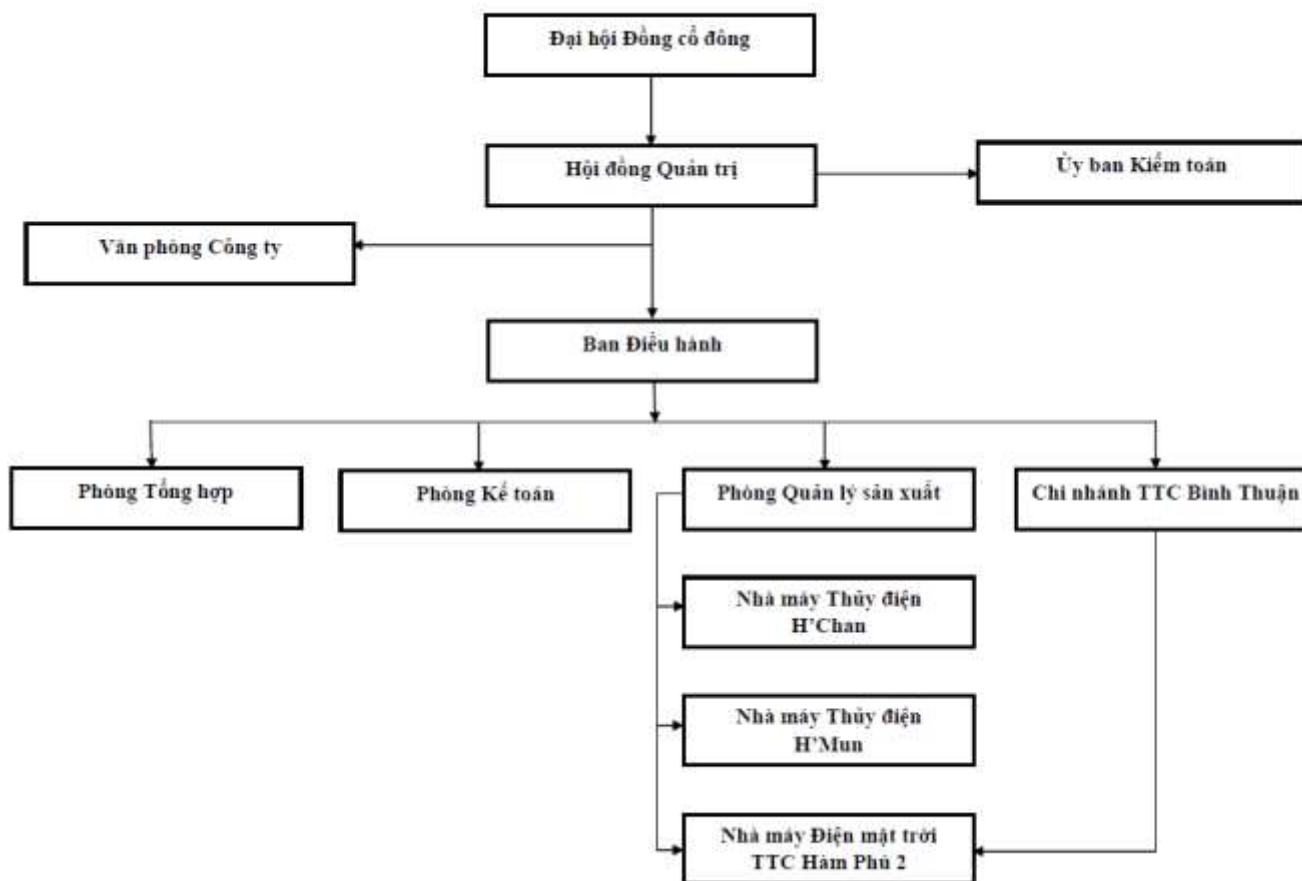 Đại hội Đồng cổ đông
Hội đồng Quản trị
Ủy ban Kiểm toán
Văn phòng Công ty
Ban Điều hành
Phòng Tổng hợp
Phòng Kế toán
Phòng Quản lý sản xuất
Chi nhánh TTC Bình Thuận
Nhà máy Thủy điện
H'Chan
Nhà máy Thủy điện
H'Mun
Nhà máy Điện mặt trời
TTC Hàm Phú 2